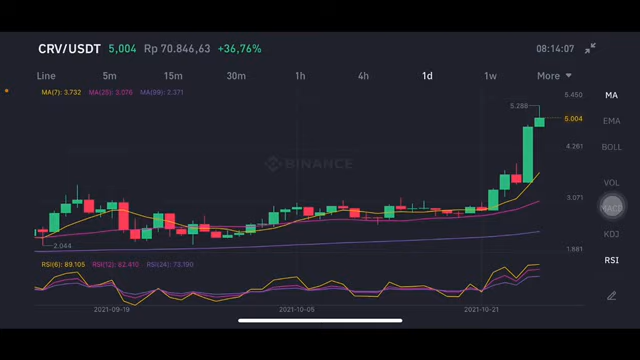 CRV/USDT 5,004 Rp 70.846,63 +36,76% 08:14:07
Line 5m 15m 30m 1h 4h 1d 1w More
MA(7): 3.732 MA(25): 3.076 MA(99): 2.371
5.450
5.288
5.004
4.261
3.071
1.881
2.044
BINANCE
MA
EMA
BOLL
VOL
MACD
KDJ
RSI
RSI(6): 89.105 RSI(12): 82.410 RSI(24): 73.190
2021-09-19 2021-10-05 2021-10-21